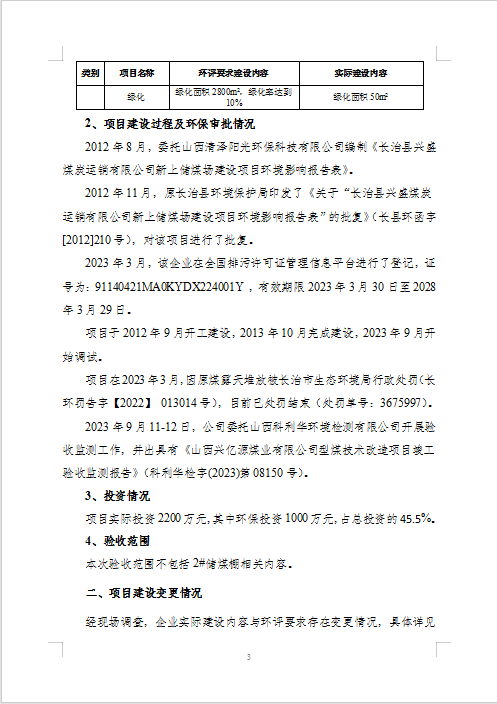 类别 项目名称 环评要求建设内容 实际建设内容
绿化 绿化面积 2800m²，绿化率达到 10% 绿化面积 50m²
2、项目建设过程及环保审批情况
2012 年 8 月，委托山西清泽阳光环保科技有限公司编制《长治县兴盛
煤炭运销有限公司新上储煤场建设项目环境影响报告表》。
2012 年 11 月，原长治县环境保护局印发了《关于“长治县兴盛煤炭
运销有限公司新上储煤场建设项目环境影响报告表”的批复》（长县环函字
[2012]210 号），对该项目进行了批复。
2023 年 3 月，该企业在全国排污许可证管理信息平台进行了登记，证
号为：91140421MA0KYDX224001Y ，有效期限 2023 年 3 月 30 日至 2028
年 3 月 29 日。
项目于 2012 年 9 月开工建设，2013 年 10 月完成建设，2023 年 9 月开
始调试。
项目在 2023 年 3 月，因原煤露天堆放被长治市生态环境局行政处罚（长
环罚告字【2022】 013014 号），目前已处罚结束（处罚单号：3675997）。
2023 年 9 月 11-12 日，公司委托山西科利华环境检测有限公司开展验
收监测工作，并出具有《山西兴亿源煤业有限公司型煤技术改造项目竣工
验收监测报告》（科利华检字(2023)第 08150 号）。
3、投资情况
项目实际投资 2200 万元，其中环保投资 1000 万元，占总投资的 45.5%。
4、验收范围
本次验收范围不包括 2#储煤棚相关内容。
二、项目建设变更情况
经现场调查，企业实际建设内容与环评要求存在变更情况，具体详见
3